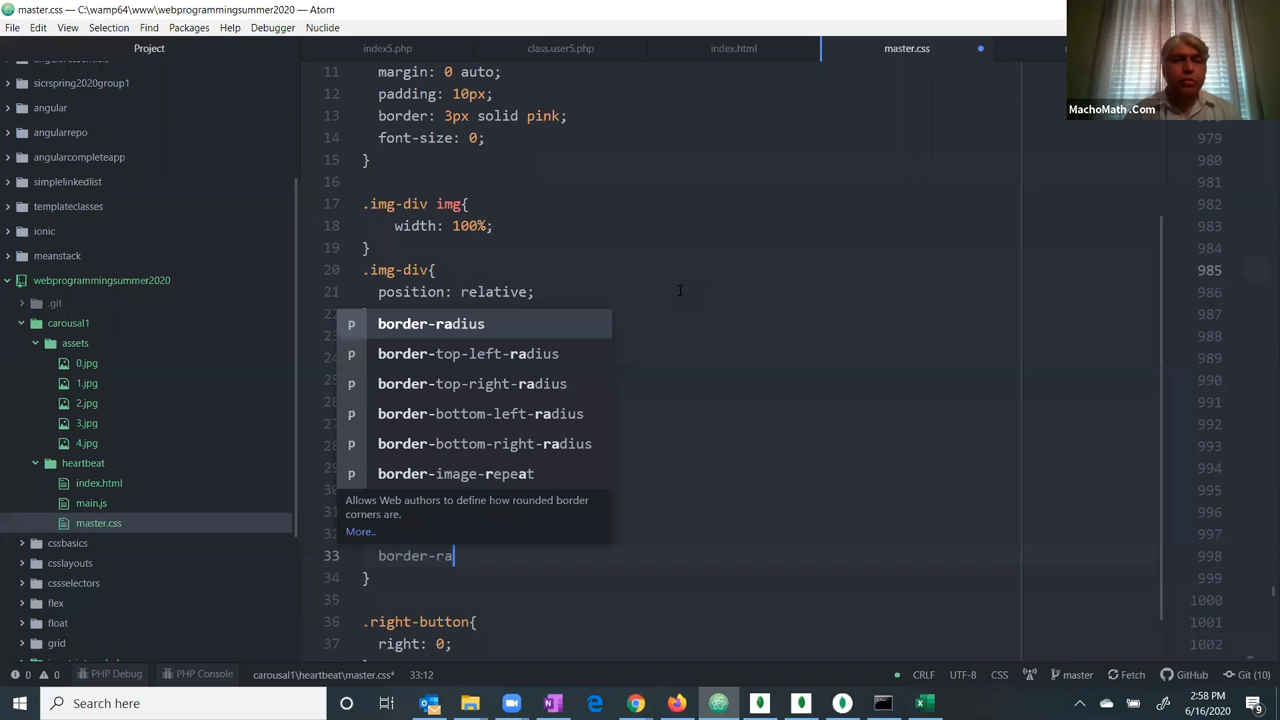 master.css — C:\wamp64\www\webprogrammingsummer2020 — Atom
File Edit View Selection Find Packages Help Debugger Nuclide
Project
index5.php
class.user5.php
index.html
master.css
MachoMath .Com
sicrspring2020group1
angular
angularrepo
angularcompleteapp
simplelinkedlist
templateclasses
ionic
meanstack
webprogrammingsummer2020
.git
carousal1
assets
0.jpg
1.jpg
2.jpg
3.jpg
4.jpg
heartbeat
index.html
main.js
master.css
cssbasics
csslayouts
cssselectors
flex
float
grid
11 margin: 0 auto;
12 padding: 10px;
13 border: 3px solid pink;
14 font-size: 0;
15 }
16
17 .img-div img{
18 width: 100%;
19 }
20 .img-div{
21 position: relative;
p border-radius
p border-top-left-radius
p border-top-right-radius
p border-bottom-left-radius
p border-bottom-right-radius
p border-image-repeat
Allows Web authors to define how rounded border
corners are.
More..
33 border-ra
34 }
35
36 .right-button{
37 right: 0;
979
980
981
982
983
984
985
986
987
988
989
990
991
992
993
994
995
996
997
998
999
1000
1001
1002
0 0 PHP Debug PHP Console carousal1\heartbeat\master.css* 33:12 CRLF UTF-8 CSS master Fetch GitHub Git (10)
Type here to search
2:58 PM
6/16/2020
9